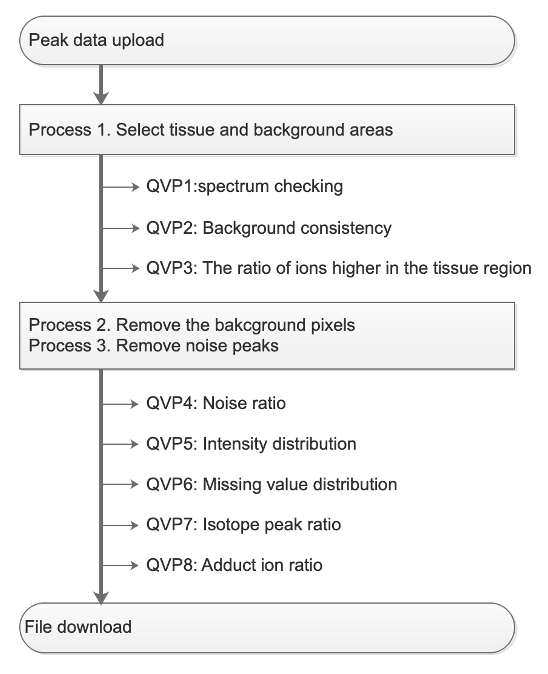 Peak data upload
Process 1. Select tissue and background areas
QVP1:spectrum checking
QVP2: Background consistency
QVP3: The ratio of ions higher in the tissue region
Process 2. Remove the bakcground pixels
Process 3. Remove noise peaks
QVP4: Noise ratio
QVP5: Intensity distribution
QVP6: Missing value distribution
QVP7: Isotope peak ratio
QVP8: Adduct ion ratio
File download